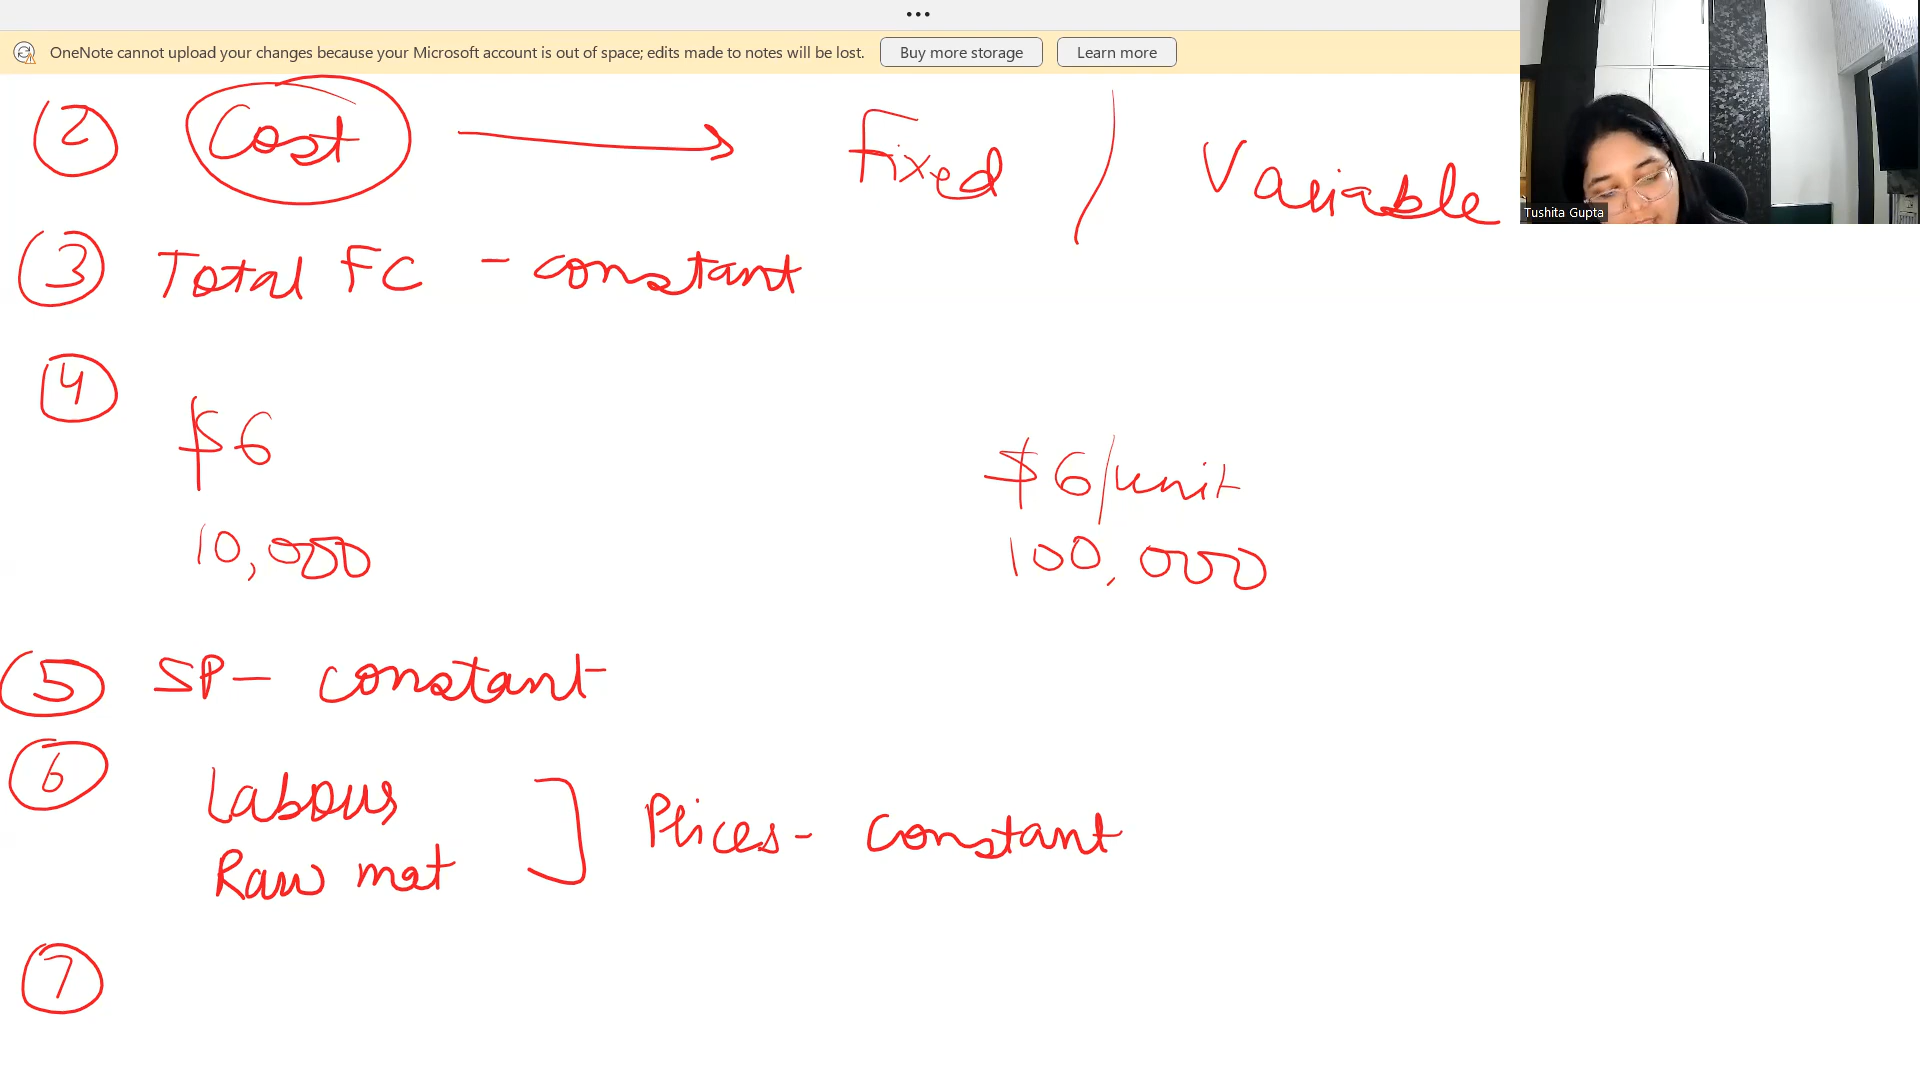 ...
OneNote cannot upload your changes because your Microsoft account is out of space; edits made to notes will be lost. Buy more storage Learn more
Tushita Gupta
2 Cost → Fixed / Variable
3 Total FC - constant
4
$6 $6/unit
10,000 100,000
5 SP - constant
6
Labour
Raw mat ] Prices - constant
7